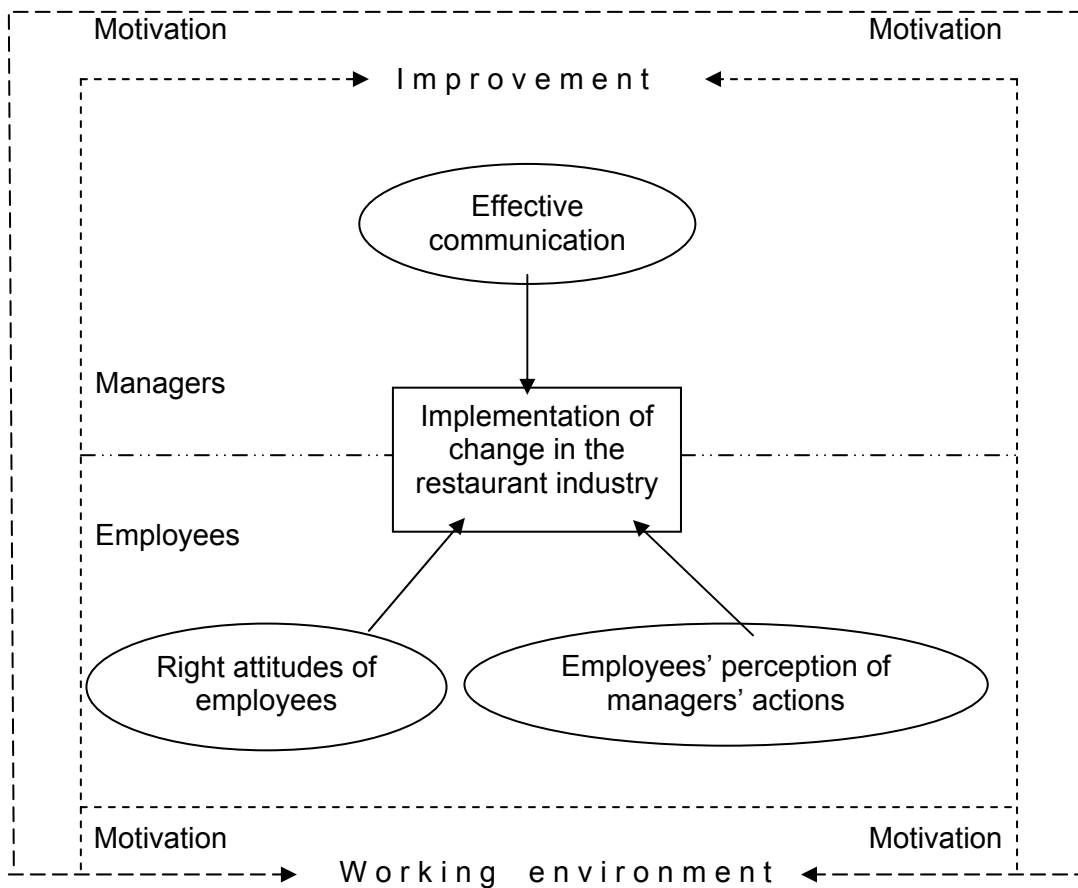 Motivation Motivation
Improvement
Effective
communication
Managers
Implementation of
change in the
restaurant industry
Employees
Right attitudes of
employees
Employees’ perception of
managers’ actions
Motivation Motivation
Working environment